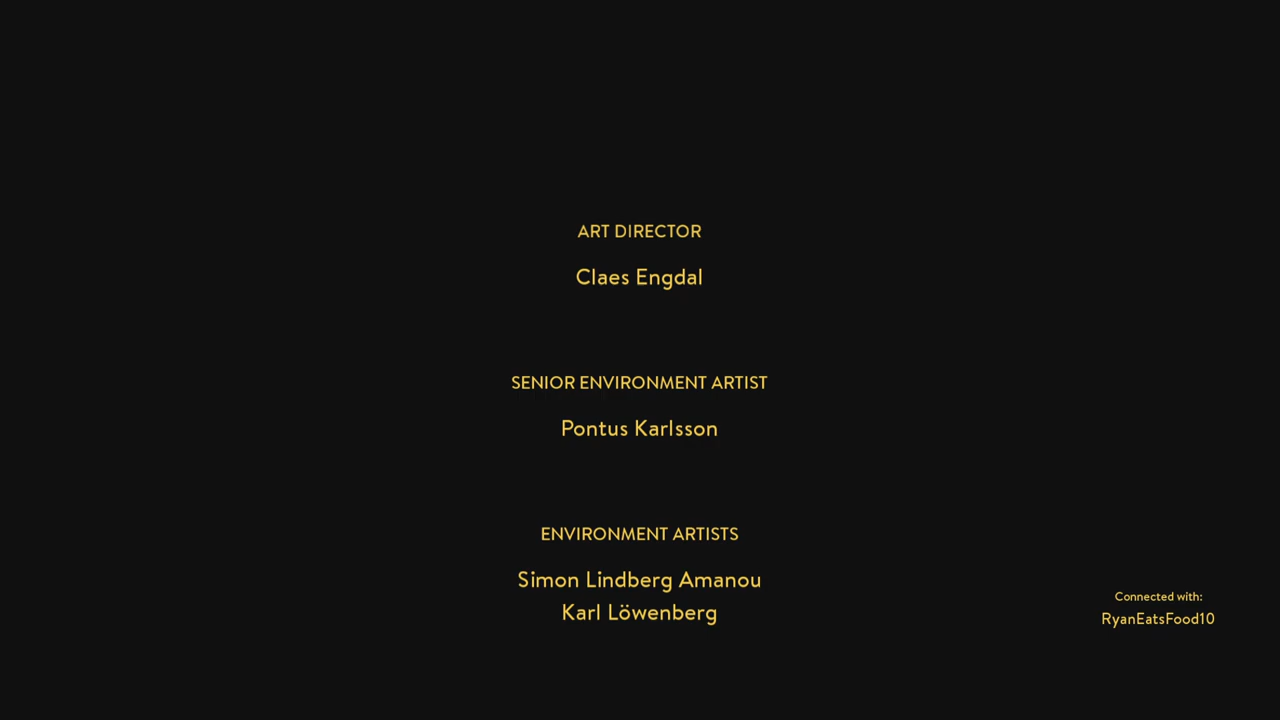 ART DIRECTOR
Claes Engdal
SENIOR ENVIRONMENT ARTIST
Pontus Karlsson
ENVIRONMENT ARTISTS
Simon Lindberg Amanou
Karl Löwenberg
Connected with:
RyanEatsFood10